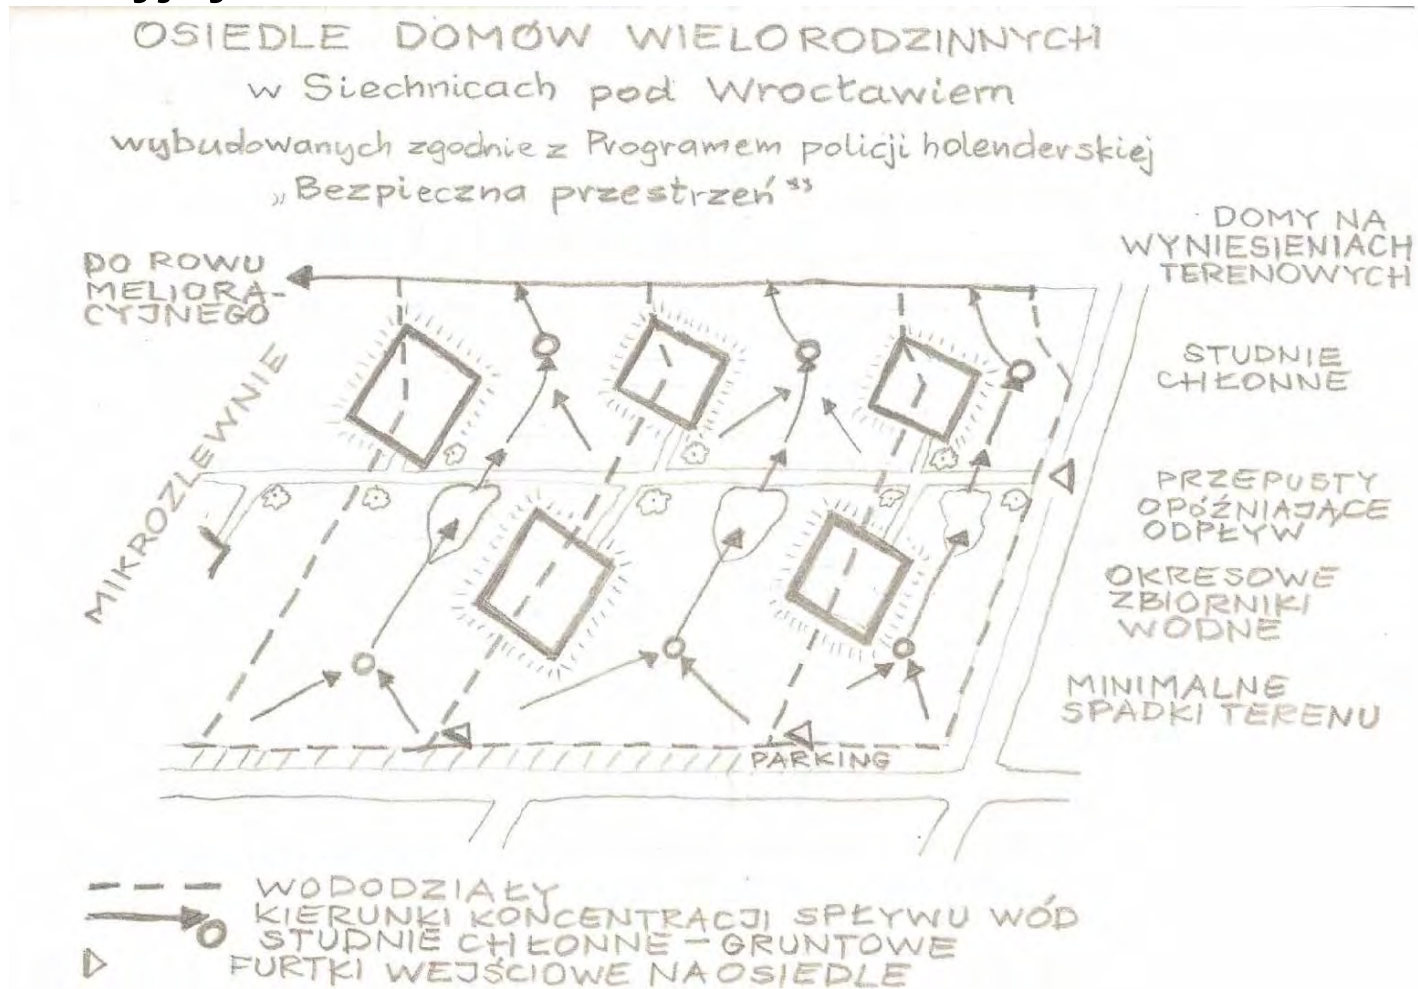 OSIEDLE DOMÓW WIELORODZINNYCH
w Siechnicach pod Wrocławiem
wybudowanych zgodnie z Programem policji holenderskiej
„Bezpieczna przestrzeń"
DO ROWU
MELIORA-
CYJNEGO
MIKROZLEWNIE
DOMY NA
WYNIESIENIACH
TERENOWYCH
STUDNIE
CHŁONNE
PRZEPUSTY
OPÓŹNIAJĄCE
ODPŁYW
OKRESOWE
ZBIORNIKI
WODNE
MINIMALNE
SPADKI TERENU
PARKING
WODODZIAŁY
KIERUNKI KONCENTRACJI SPŁYWU WÓD
STUDNIE CHŁONNE - GRUNTOWE
FURTKI WEJŚCIOWE NA OSIEDLE